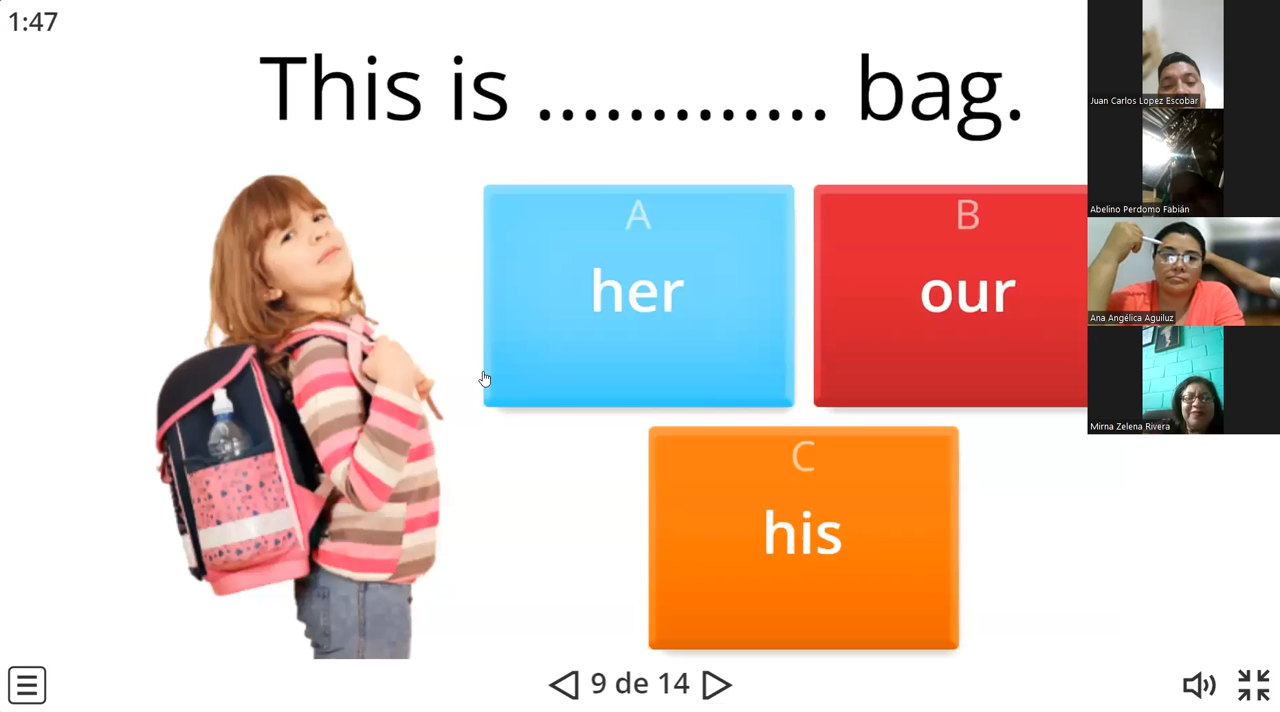 1:47
This is ............. bag.
A
her
B
our
C
his
9 de 14
Juan Carlos Lopez Escobar
Abelino Perdomo Fabián
Ana Angélica Aguiluz
Mirna Zelena Rivera